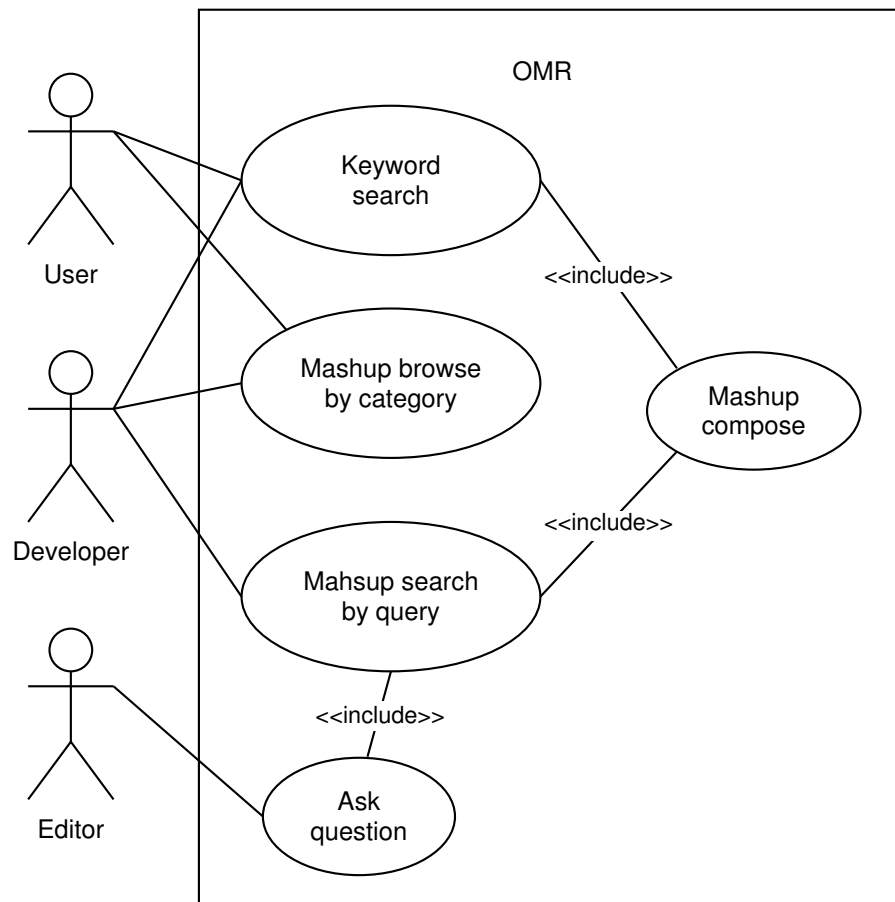 OMR
Keyword
search
User
<<include>>
Mashup browse
by category
Mashup
compose
Developer
<<include>>
Mahsup search
by query
<<include>>
Ask
question
Editor